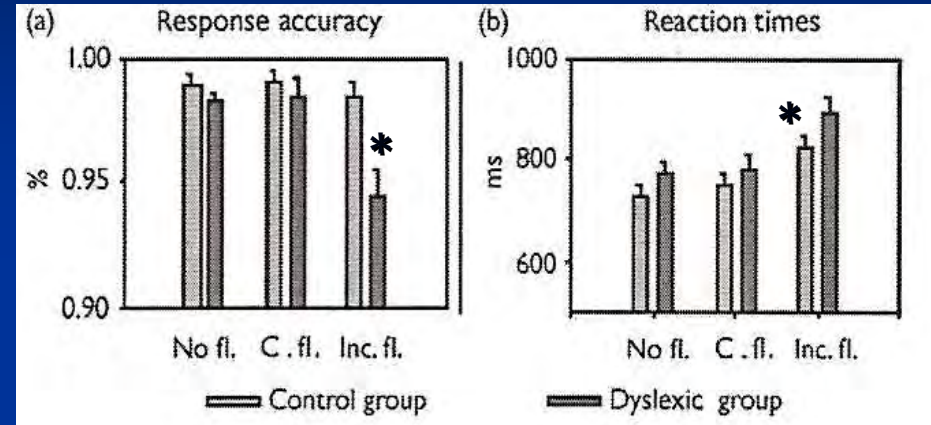 (a) Response accuracy
1.00
% 0.95
0.90
No fl. C . fl. Inc. fl.
*
(b) Reaction times
1000
ms 800
600
No fl. C . fl. Inc. fl.
*
Control group Dyslexic group